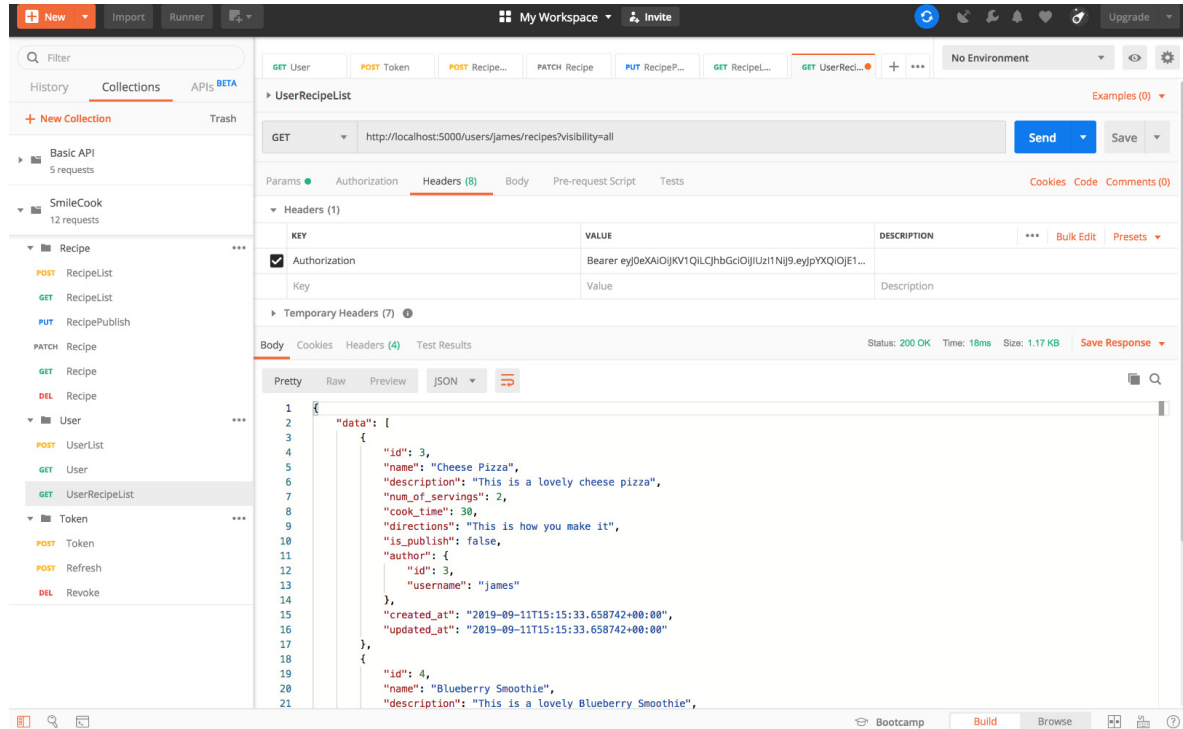 New Import Runner My Workspace Invite Upgrade
Filter
History Collections APIs BETA
+ New Collection Trash
Basic API
5 requests
SmileCook
12 requests
Recipe
POST RecipeList
GET RecipeList
PUT RecipePublish
PATCH Recipe
GET Recipe
DEL Recipe
User
POST UserList
GET User
GET UserRecipeList
Token
POST Token
POST Refresh
DEL Revoke
GET User POST Token POST Recipe... PATCH Recipe PUT RecipeP... GET RecipeL... GET UserReci... + ••• No Environment
UserRecipeList Examples (0)
GET http://localhost:5000/users/james/recipes?visibility=all Send Save
Params Authorization Headers (8) Body Pre-request Script Tests Cookies Code Comments (0)
Headers (1)
KEY VALUE DESCRIPTION ••• Bulk Edit Presets
Authorization Bearer eyJ0eXAiOiJKV1QiLCJhbGciOiJIUzI1NiJ9.eyJpYXQiOjE1...
Key Value Description
Temporary Headers (7)
Body Cookies Headers (4) Test Results Status: 200 OK Time: 18ms Size: 1.17 KB Save Response
Pretty Raw Preview JSON
1 {
2 "data": [
3 {
4 "id": 3,
5 "name": "Cheese Pizza",
6 "description": "This is a lovely cheese pizza",
7 "num_of_servings": 2,
8 "cook_time": 30,
9 "directions": "This is how you make it",
10 "is_publish": false,
11 "author": {
12 "id": 3,
13 "username": "james"
14 },
15 "created_at": "2019-09-11T15:15:33.658742+00:00",
16 "updated_at": "2019-09-11T15:15:33.658742+00:00"
17 },
18 {
19 "id": 4,
20 "name": "Blueberry Smoothie",
21 "description": "This is a lovely Blueberry Smoothie",
Bootcamp Build Browse